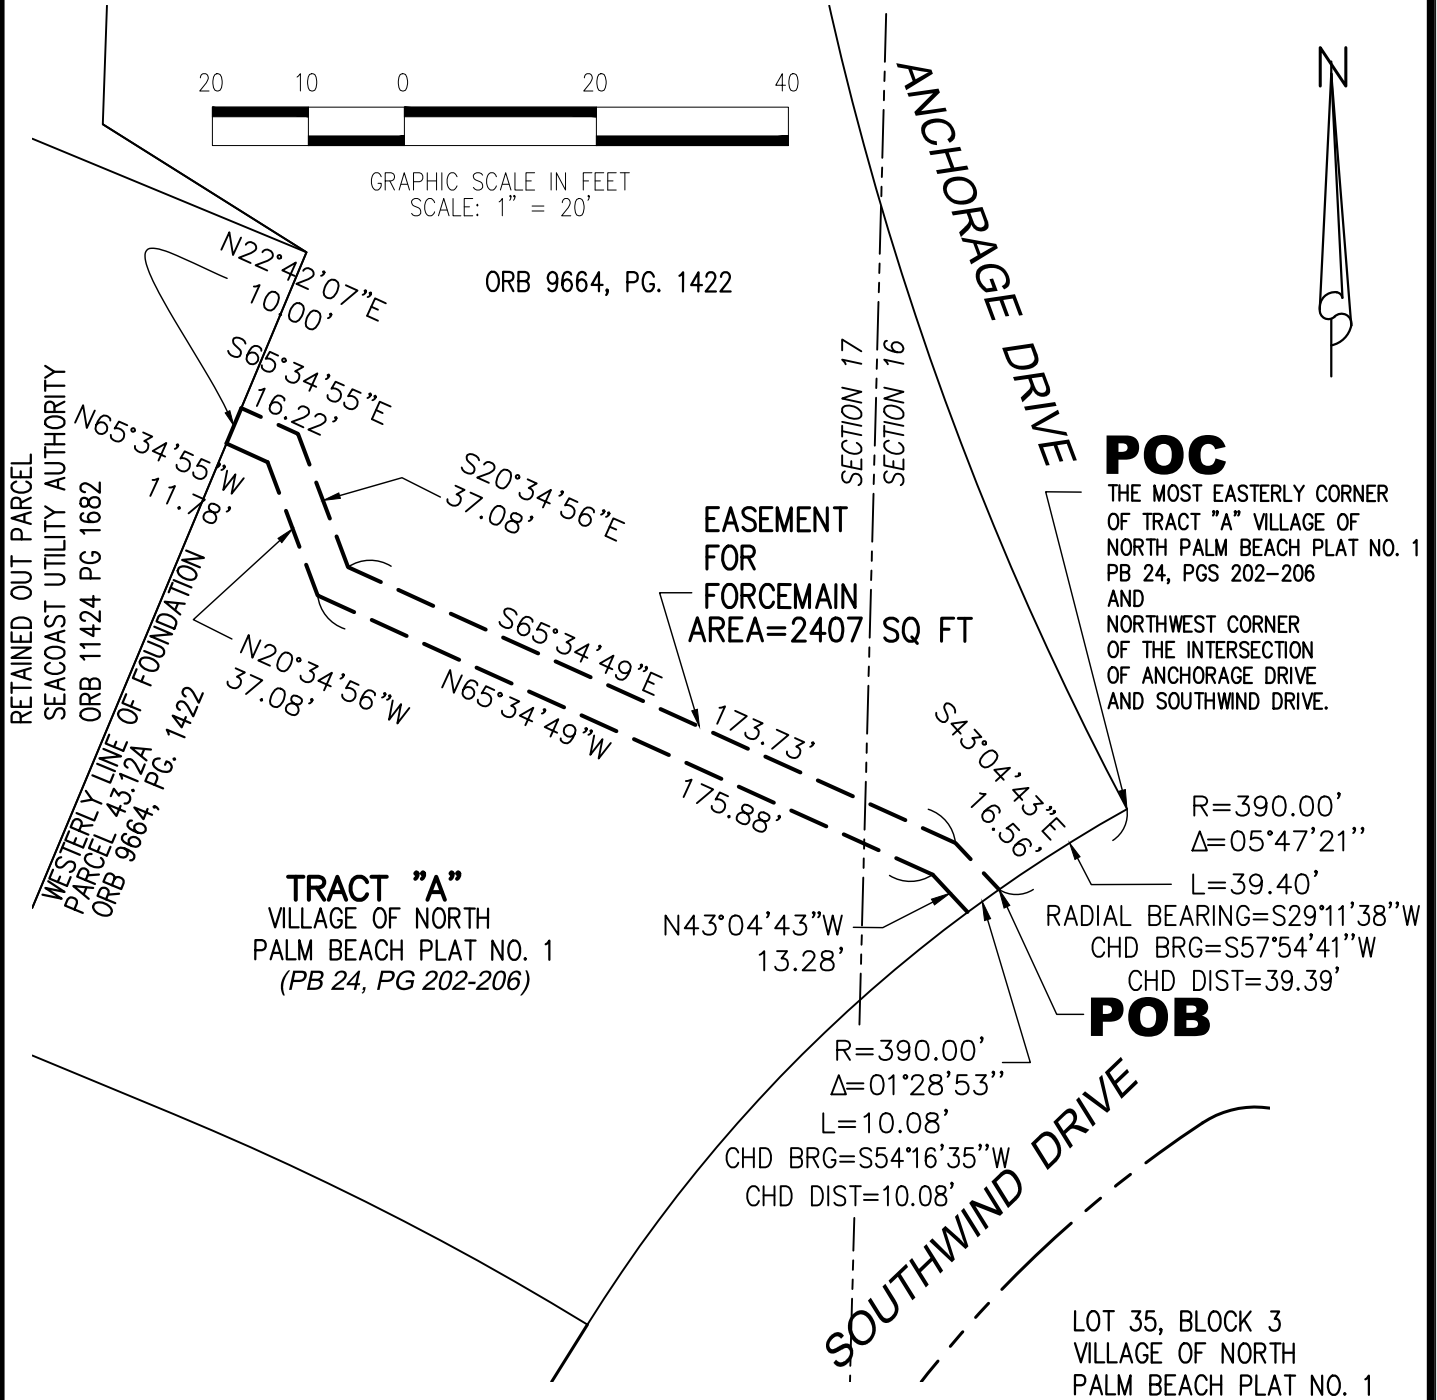 20 10 0 20 40
GRAPHIC SCALE IN FEET
SCALE: 1" = 20'
N
ANCHORAGE DRIVE
ORB 9664, PG. 1422
N22°42'07"E
10.00'
S65°34'55"E
16.22'
N65°34'55"W
11.78'
S20°34'56"E
37.08'
N20°34'56"W
37.08'
RETAINED OUT PARCEL
SEACOAST UTILITY AUTHORITY
ORB 11424 PG 1682
WESTERLY LINE OF FOUNDATION
PARCEL 43.12A
ORB 9664, PG. 1422
SECTION 17
SECTION 16
EASEMENT
FOR
FORCEMAIN
AREA=2407 SQ FT
POC
THE MOST EASTERLY CORNER
OF TRACT "A" VILLAGE OF
NORTH PALM BEACH PLAT NO. 1
PB 24, PGS 202-206
AND
NORTHWEST CORNER
OF THE INTERSECTION
OF ANCHORAGE DRIVE
AND SOUTHWIND DRIVE.
S65°34'49"E
173.73'
N65°34'49"W
175.88'
S43°04'43"E
16.56'
R=390.00'
Δ=05°47'21''
L=39.40'
RADIAL BEARING=S29°11'38''W
CHD BRG=S57°54'41''W
CHD DIST=39.39'
N43°04'43"W
13.28'
POB
TRACT "A"
VILLAGE OF NORTH
PALM BEACH PLAT NO. 1
(PB 24, PG 202-206)
R=390.00'
Δ=01°28'53''
L=10.08'
CHD BRG=S54°16'35''W
CHD DIST=10.08'
SOUTHWIND DRIVE
LOT 35, BLOCK 3
VILLAGE OF NORTH
PALM BEACH PLAT NO. 1